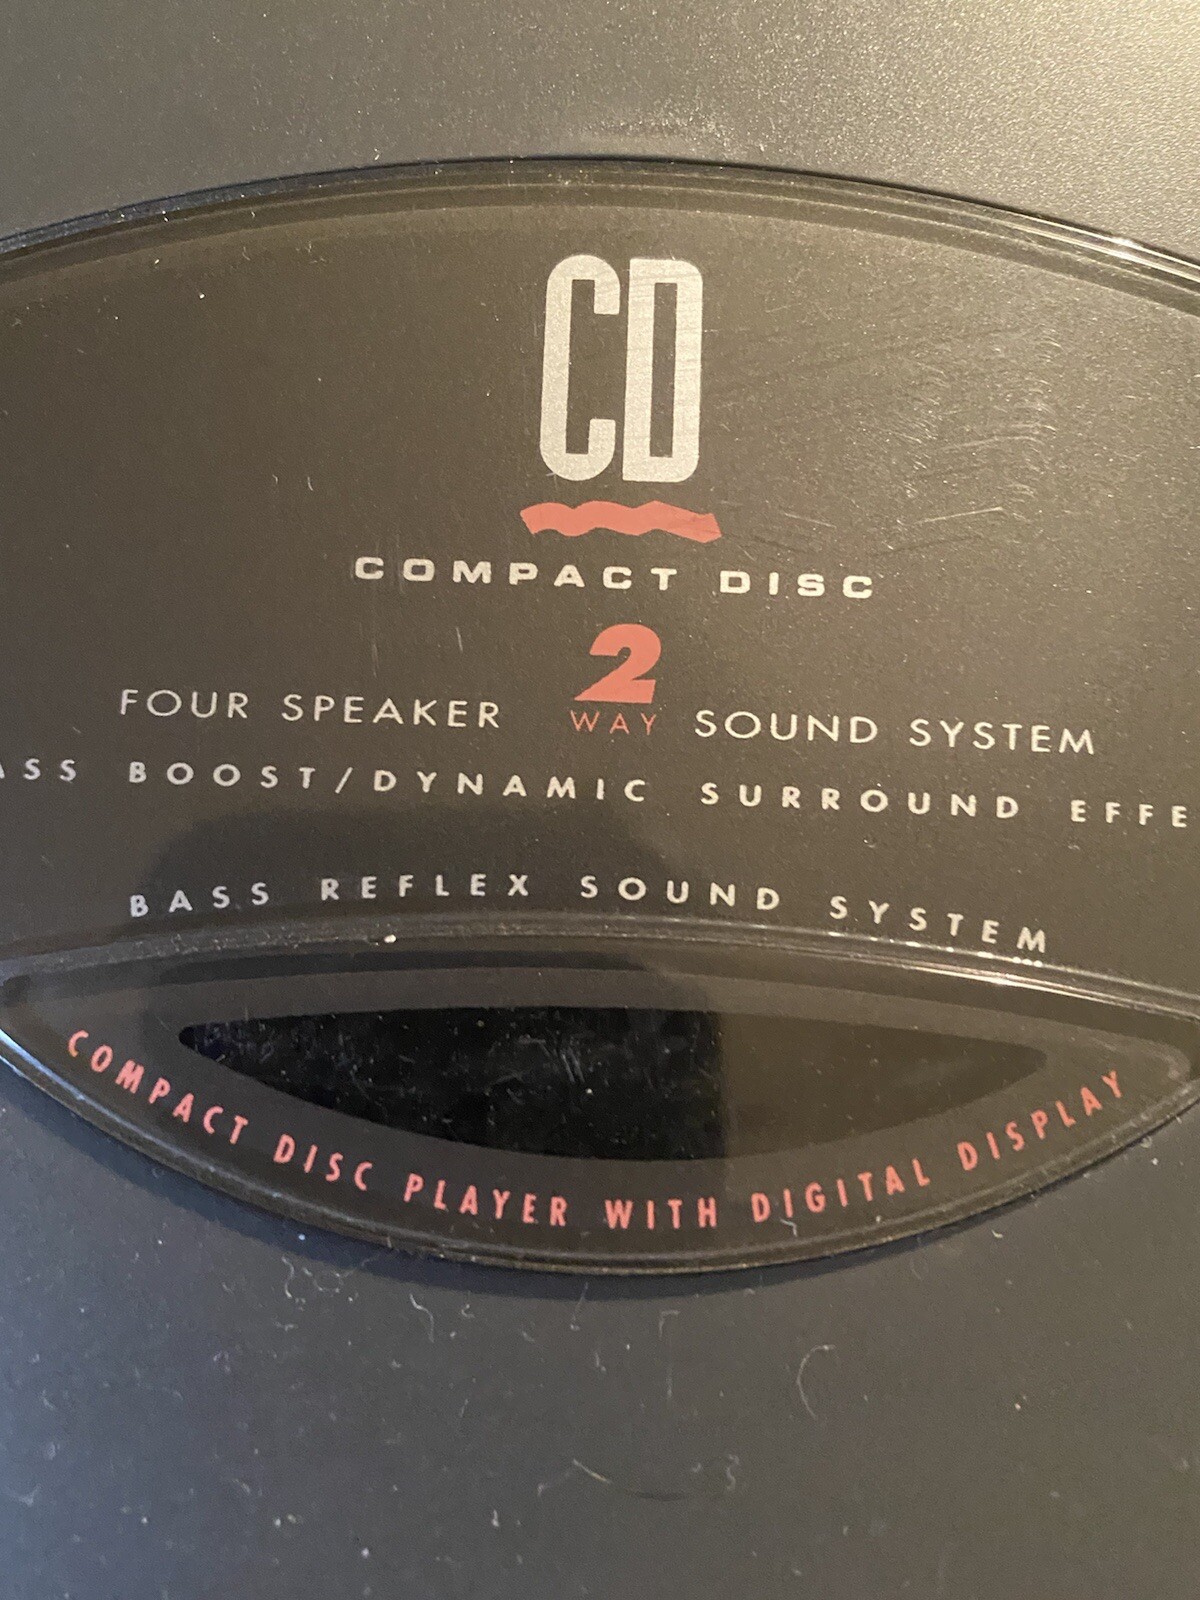 CD
COMPACT DISC
FOUR SPEAKER 2 WAY SOUND SYSTEM
BOOST/DYNAMIC SURROUND
BASS REFLEX SOUND SYSTEM
COMPACT DISC PLAYER WITH DIGITAL DISPLAY